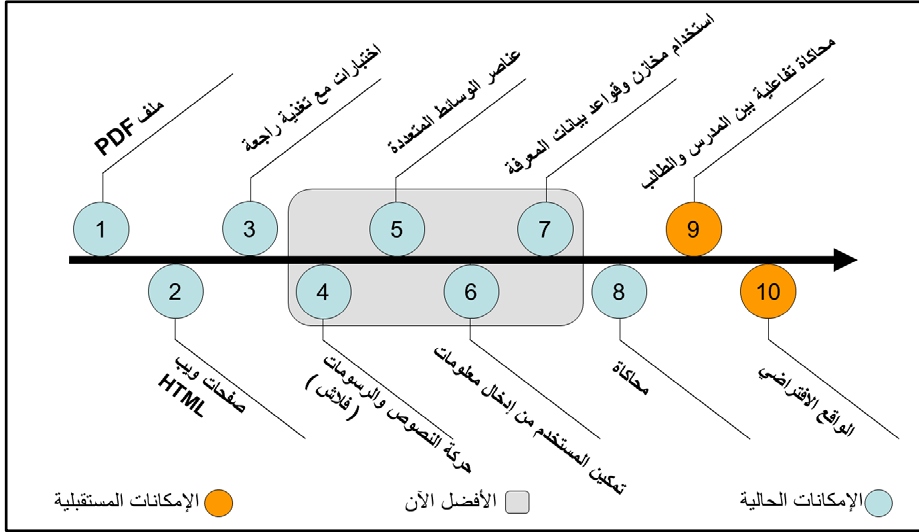 1
ملف PDF
2
صفحات ويب
HTML
3
اختبارات مع تغذية راجعة
4
حركة النصوص والرسومات
( فلاش )
5
عناصر الوسائط المتعددة
6
تمكين المستخدم من إدخال معلومات
7
استخدام مخازن وقواعد بيانات المعرفة
8
محاكاة
9
محاكاة تفاعلية بين المدرس والطالب
10
الواقع الافتراضي
الإمكانات الحالية
الأفضل الآن
الإمكانات المستقبلية